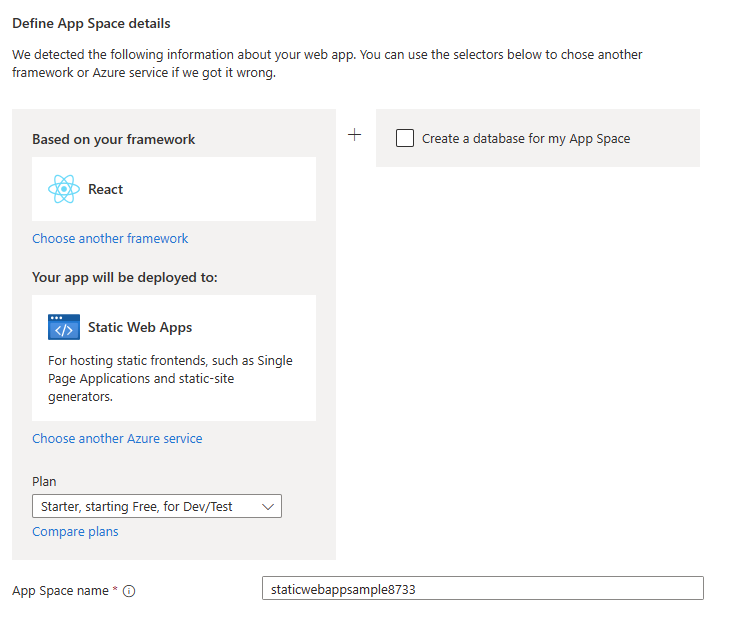 Define App Space details
We detected the following information about your web app. You can use the selectors below to chose another
framework or Azure service if we got it wrong.
Based on your framework
React
Choose another framework
Your app will be deployed to:
Static Web Apps
For hosting static frontends, such as Single
Page Applications and static-site
generators.
Choose another Azure service
Plan
Starter, starting Free, for Dev/Test
Compare plans
+
Create a database for my App Space
App Space name *
staticwebappsample8733